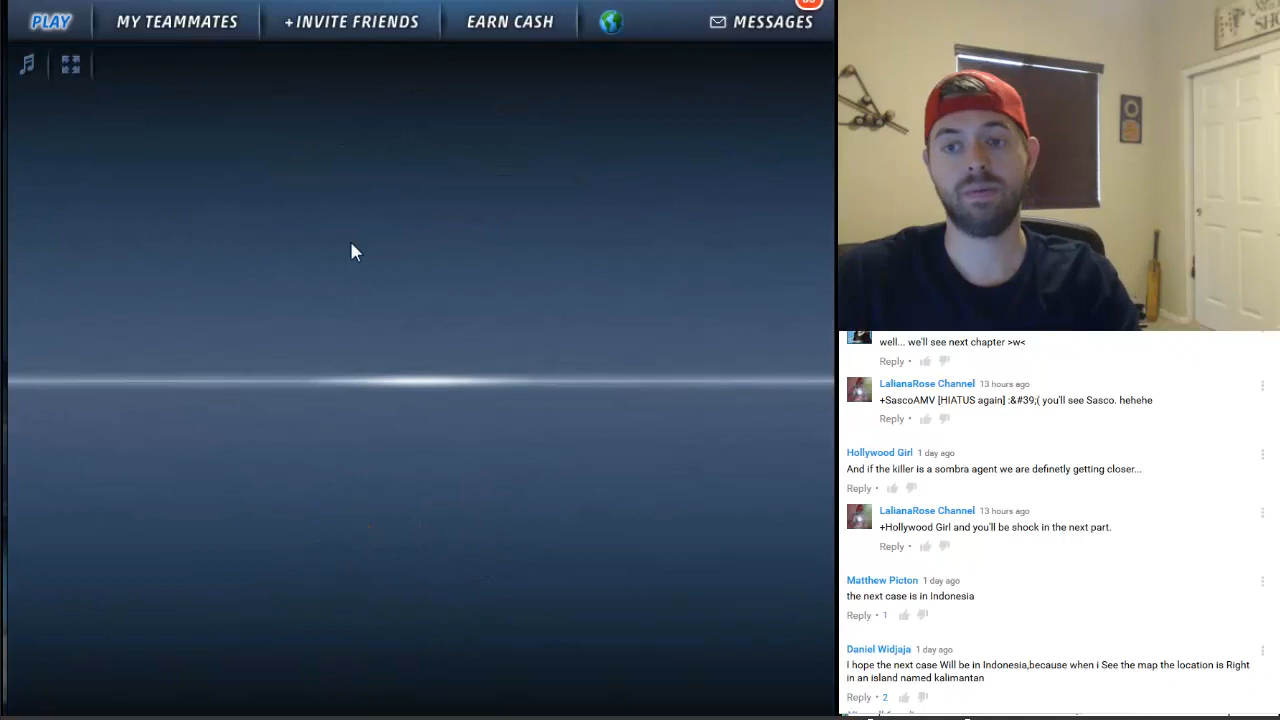 PLAY
MY TEAMMATES
+INVITE FRIENDS
EARN CASH
MESSAGES
well... we'll see next chapter >w<
Reply •
LalianaRose Channel 13 hours ago
+SascoAMV [HIATUS again] :&#39;( you'll see Sasco. hehehe
Reply •
Hollywood Girl 1 day ago
And if the killer is a sombra agent we are definetly getting closer...
Reply •
LalianaRose Channel 13 hours ago
+Hollywood Girl and you'll be shock in the next part.
Reply •
Matthew Picton 1 day ago
the next case is in Indonesia
Reply • 1
Daniel Widjaja 1 day ago
I hope the next case Will be in Indonesia,because when i See the map the location is Right
in an island named kalimantan
Reply • 2